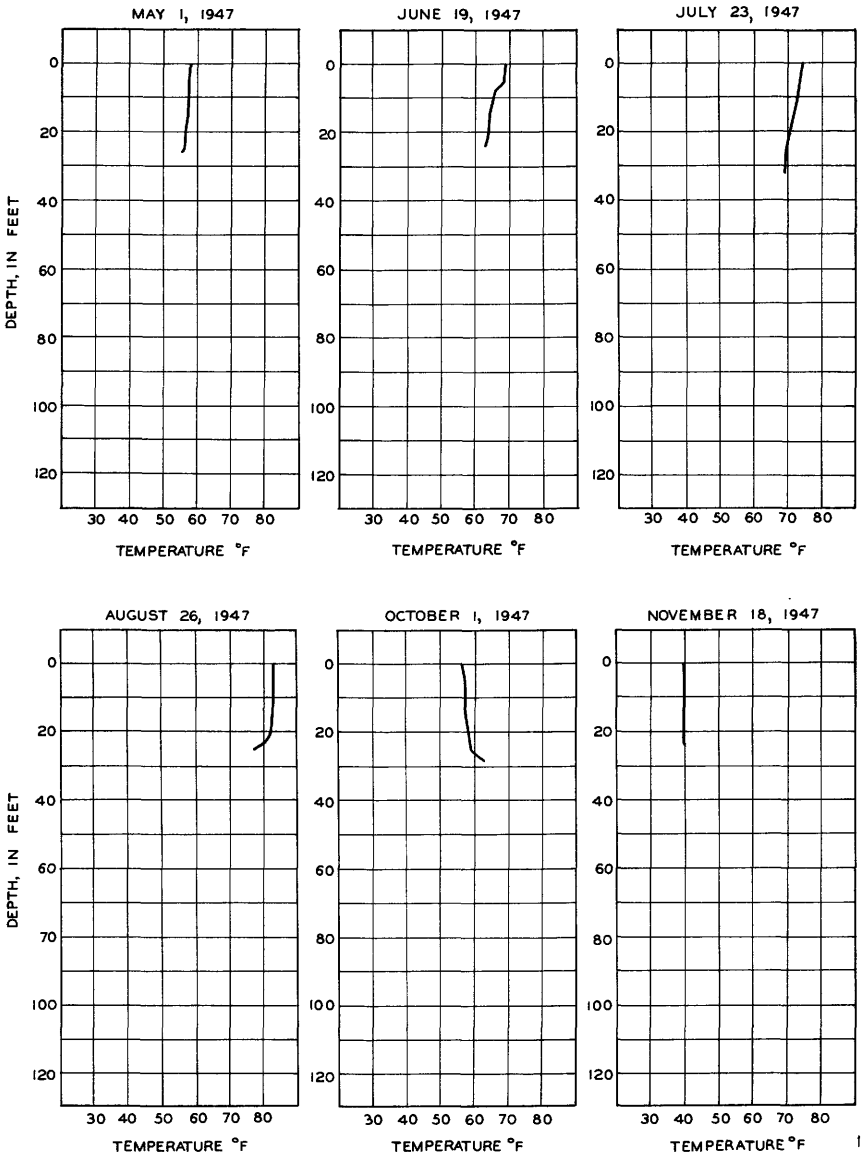 MAY 1, 1947
JUNE 19, 1947
JULY 23, 1947
0
20
40
60
80
100
120
0
20
40
60
80
100
120
0
20
40
60
80
100
120
DEPTH, IN FEET
30 40 50 60 70 80
30 40 50 60 70 80
30 40 50 60 70 80
TEMPERATURE °F
TEMPERATURE °F
TEMPERATURE °F
AUGUST 26, 1947
OCTOBER 1, 1947
NOVEMBER 18, 1947
0
20
40
60
70
100
120
0
20
40
60
80
100
120
0
20
40
60
80
100
120
DEPTH, IN FEET
30 40 50 60 70 80
30 40 50 60 70 80
30 40 50 60 70 80
TEMPERATURE °F
TEMPERATURE °F
TEMPERATURE °F